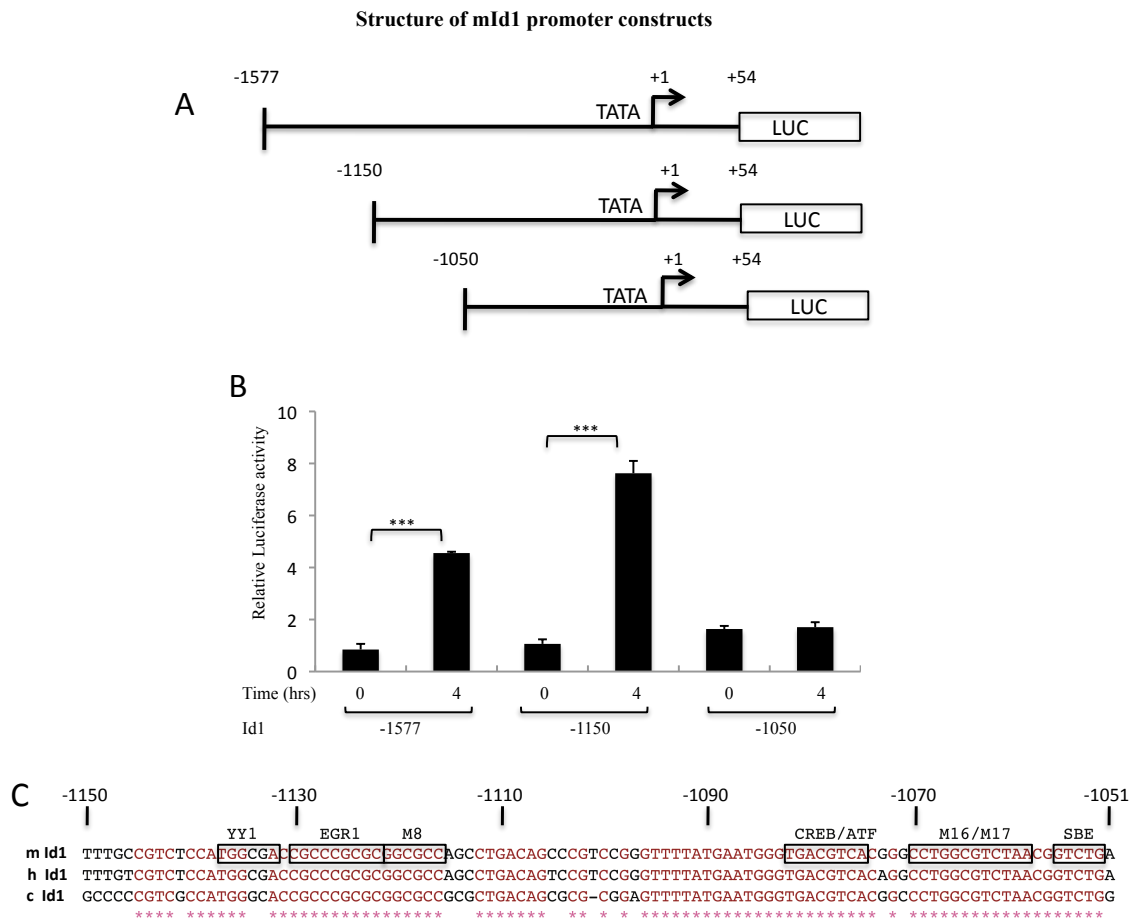 Structure of mId1 promoter constructs
A
-1577 +1 +54
TATA LUC
-1150 +1 +54
TATA LUC
-1050 +1 +54
TATA LUC
B
Relative Luciferase activity
10
8
6
4
2
0
*** ***
Time (hrs) 0 4 0 4 0 4
Id1 -1577 -1150 -1050
C
-1150 -1130 -1110 -1090 -1070 -1051
YY1 EGR1 M8 CREB/ATF M16/M17 SBE
m Id1 TTTGCCGTCTCCATGGCGACCGCCCGCGCGGCGCCAGCCTGACAGCCCGTCCGGGTTTTATGAATGGGTGACGTCACGGGCCTGGCGTCTAACGGTCTGA
h Id1 TTTGTCGTCTCCATGGCGACCGCCCGCGCGGCGCCAGCCTGACAGTCCGTCCGGGTTTTATGAATGGGTGACGTCACAGGCCTGGCGTCTAACGGTCTGA
c Id1 GCCCCCGTCGCCATGGGCACCGCCCGCGCGGCGCCGCGCTGACAGCGCG-CGGAGTTTTATGAATGGGTGACGTCACGGGCCTGGCGTCTAACGGTCTGG
**** ****** ***************** ******* ** * * ********************** * *******************